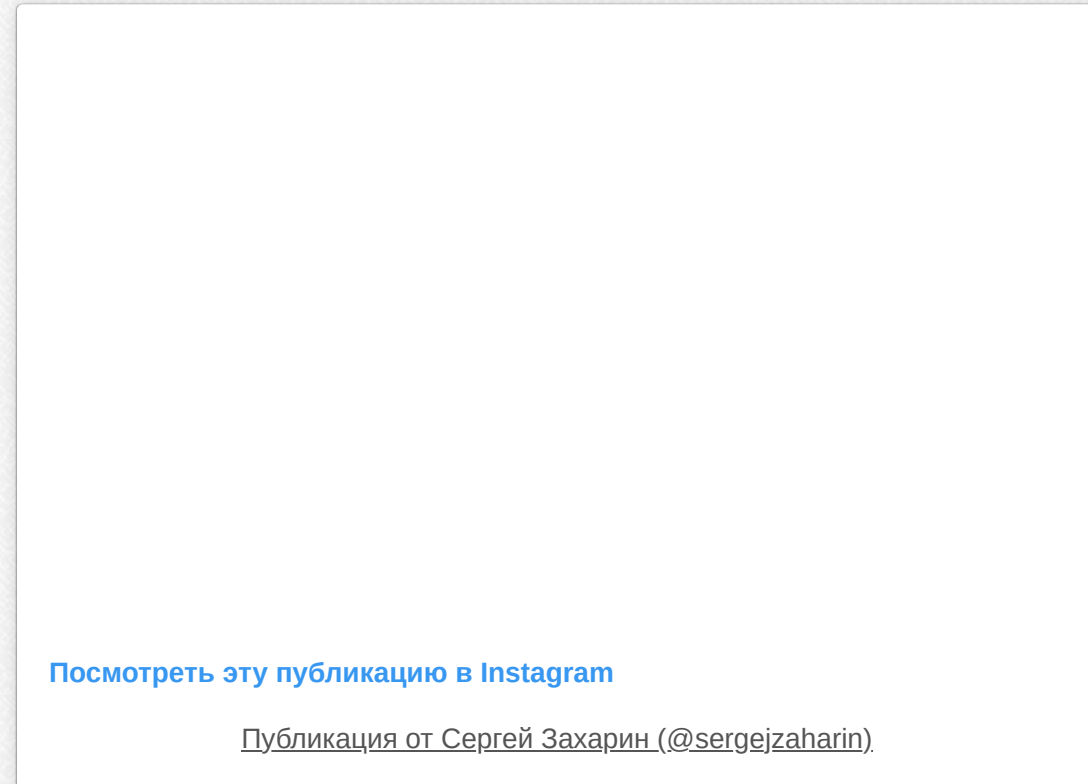 Посмотреть эту публикацию в Instagram
Публикация от Сергей Захарин (@sergejzaharin)